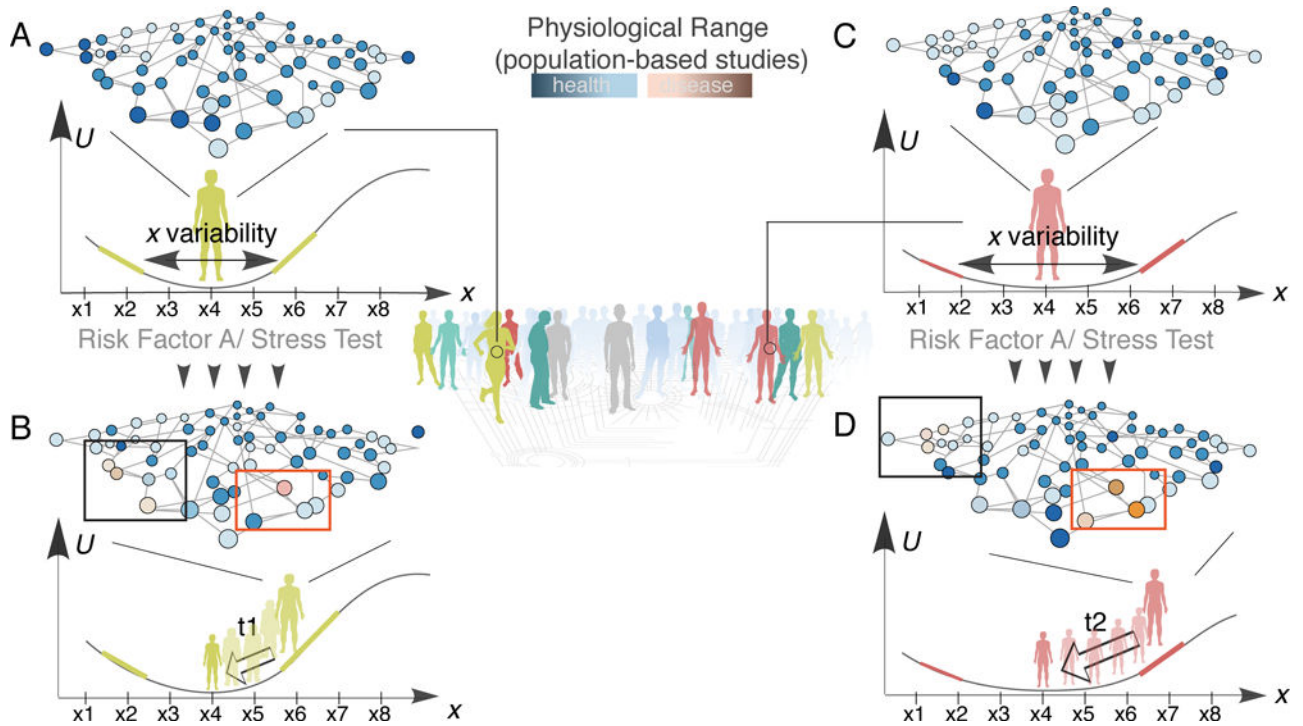 A
Physiological Range
(population-based studies)
health
disease
C
U
x variability
x1 x2 x3 x4 x5 x6 x7 x8
x
Risk Factor A/ Stress Test
U
x variability
x1 x2 x3 x4 x5 x6 x7 x8
x
Risk Factor A/ Stress Test
B
U
t1
x1 x2 x3 x4 x5 x6 x7 x8
x
D
U
t2
x1 x2 x3 x4 x5 x6 x7 x8
x